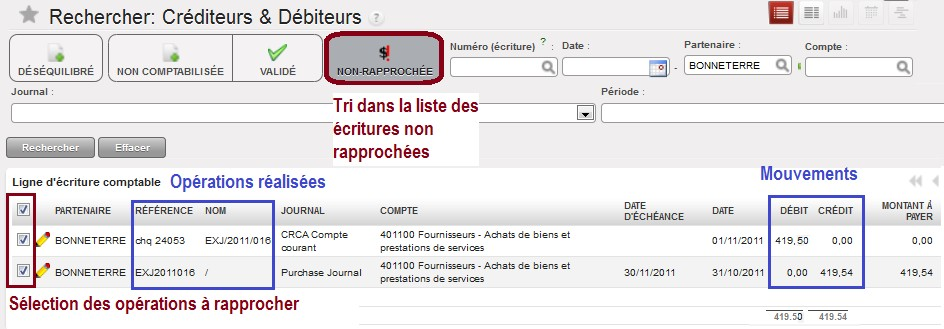 Rechercher: Créditeurs & Débiteurs ?
DÉSÉQUILIBRÉ
NON COMPTABILISÉE
VALIDÉ
$!
NON-RAPPROCHÉE
Numéro (écriture) ? :
Date :
-
Partenaire :
BONNETERRE
Compte :
Journal :
Période :
Tri dans la liste des
écritures non
rapprochées
Rechercher
Effacer
Ligne d'écriture comptable
Opérations réalisées
Mouvements
PARTENAIRE RÉFÉRENCE NOM JOURNAL COMPTE DATE D'ÉCHÉANCE DATE DÉBIT CRÉDIT MONTANT À PAYER
BONNETERRE chq 24053 EXJ/2011/016 CRCA Compte courant 401100 Fournisseurs - Achats de biens et prestations de services 01/11/2011 419,50 0,00 0,00
BONNETERRE EXJ2011016 / Purchase Journal 401100 Fournisseurs - Achats de biens et prestations de services 30/11/2011 31/10/2011 0,00 419,54 419,54
Sélection des opérations à rapprocher
419.50 419.54